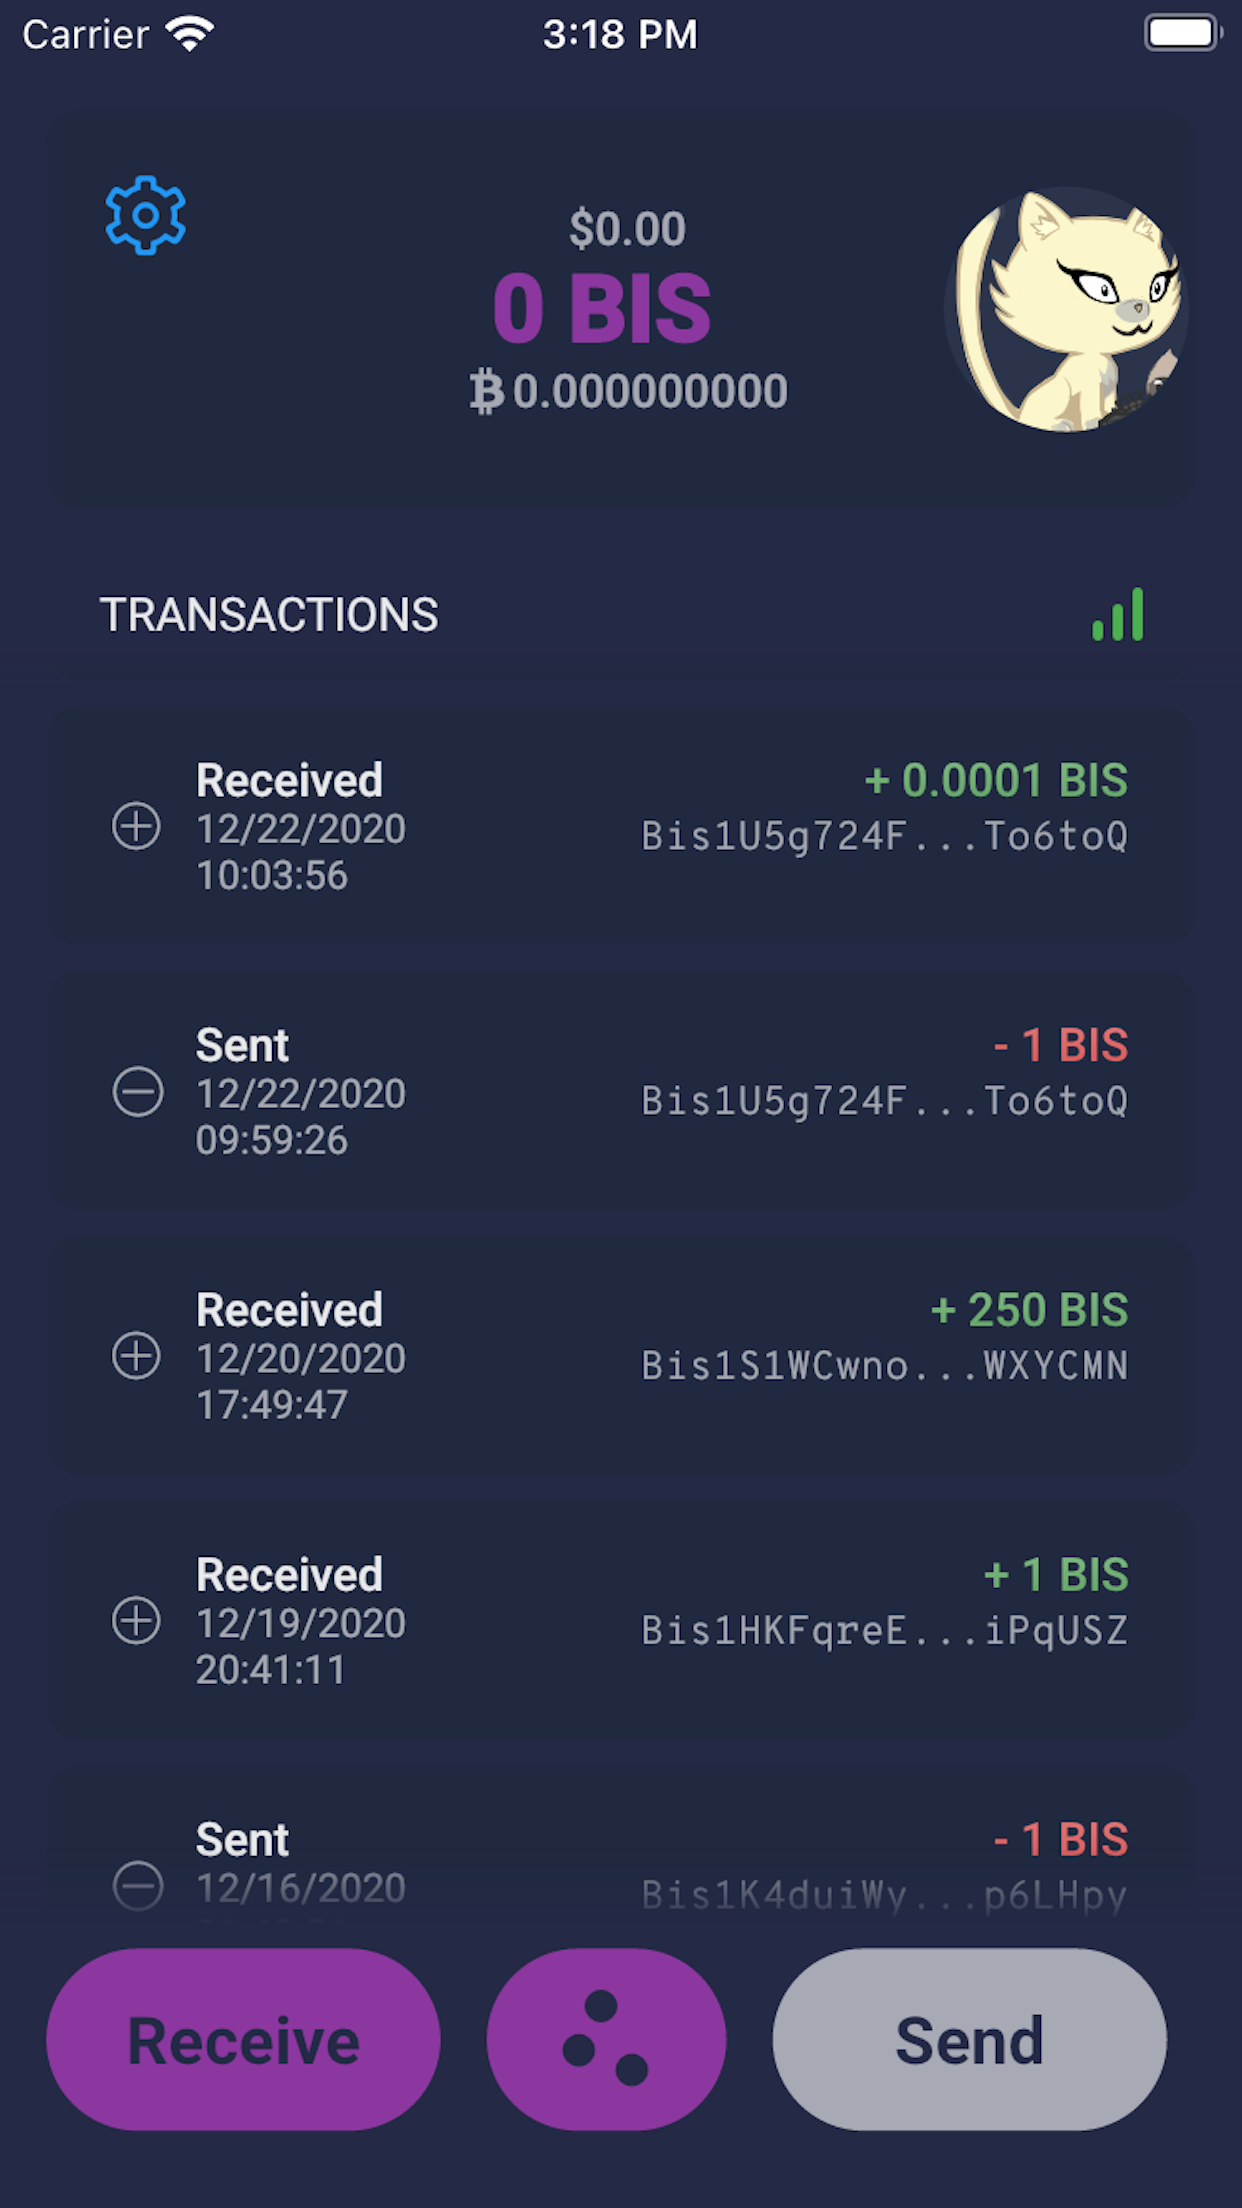 Carrier 3:18 PM
$0.00
0 BIS
₿0.000000000
TRANSACTIONS
Received + 0.0001 BIS
12/22/2020 Bis1U5g724F...To6toQ
10:03:56
Sent - 1 BIS
12/22/2020 Bis1U5g724F...To6toQ
09:59:26
Received + 250 BIS
12/20/2020 Bis1S1WCwno...WXYCMN
17:49:47
Received + 1 BIS
12/19/2020 Bis1HKFqreE...iPqUSZ
20:41:11
Sent - 1 BIS
12/16/2020 Bis1K4duiWy...p6LHpy
Receive Send